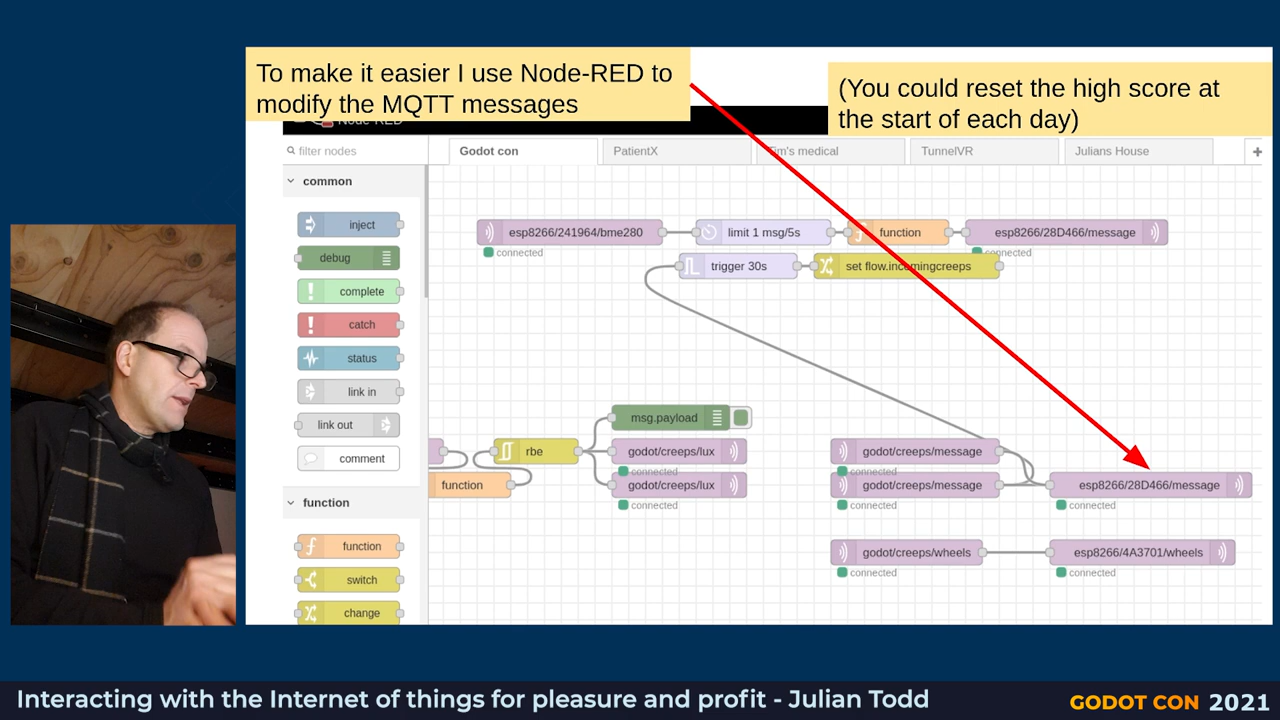 To make it easier I use Node-RED to
modify the MQTT messages
(You could reset the high score at
the start of each day)
Node-RED
filter nodes
Godot con
PatientX
Tim's medical
TunnelVR
Julians House
+
common
inject
debug
complete
catch
status
link in
link out
comment
function
function
switch
change
esp8266/241964/bme280
connected
limit 1 msg/5s
function
esp8266/28D466/message
connected
trigger 30s
set flow.incomingcreeps
msg.payload
rbe
godot/creeps/lux
connected
function
godot/creeps/lux
connected
godot/creeps/message
connected
godot/creeps/message
connected
esp8266/28D466/message
connected
godot/creeps/wheels
connected
esp8266/4A3701/wheels
connected
Interacting with the Internet of things for pleasure and profit - Julian Todd
GODOT CON 2021